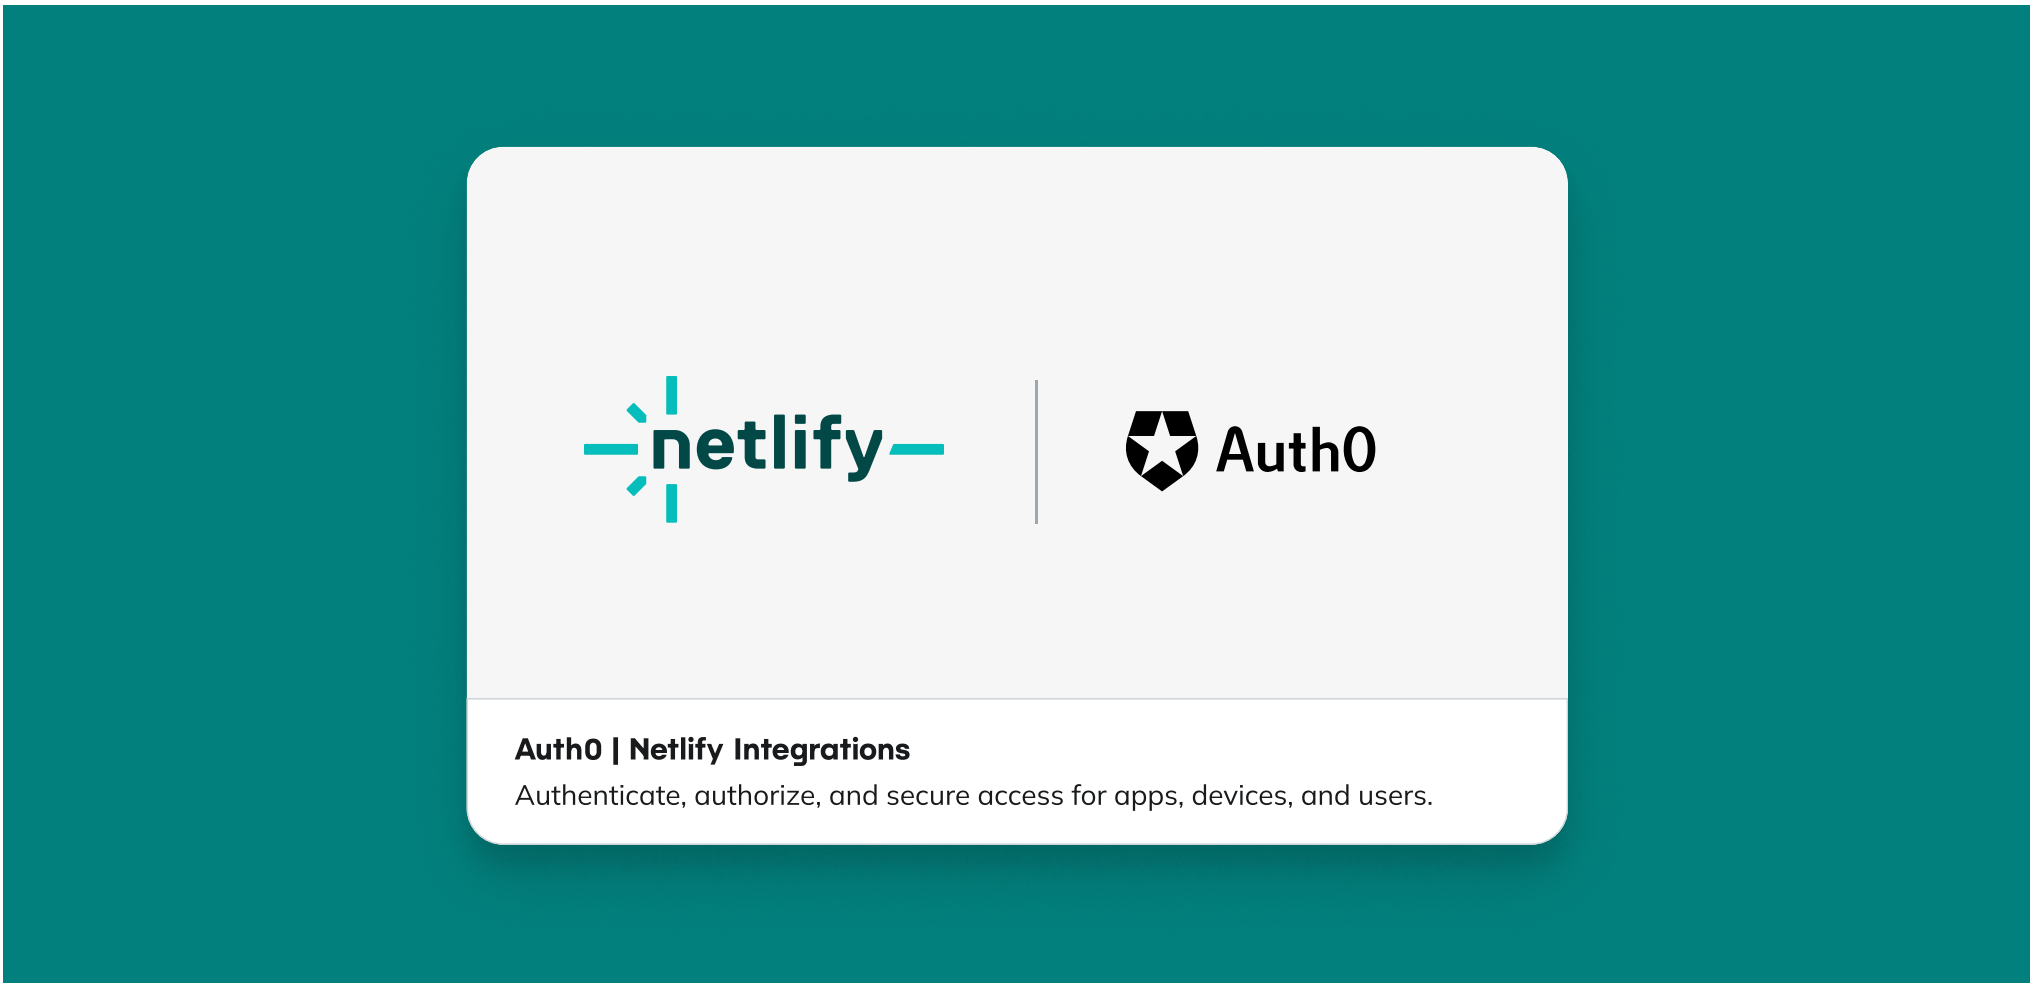 netlify
Auth0
Auth0 | Netlify Integrations
Authenticate, authorize, and secure access for apps, devices, and users.